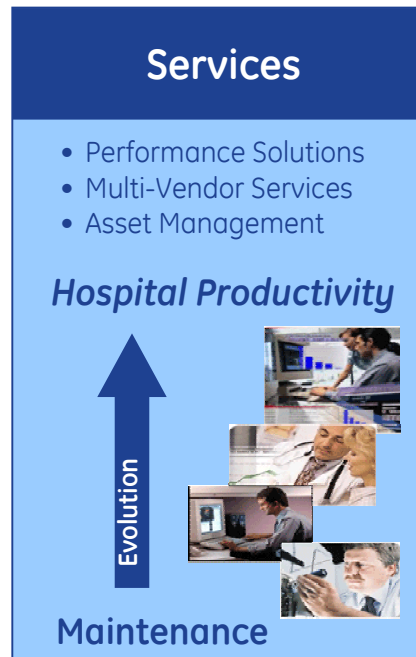 Services
• Performance Solutions
• Multi-Vendor Services
• Asset Management
Hospital Productivity
Evolution
Maintenance